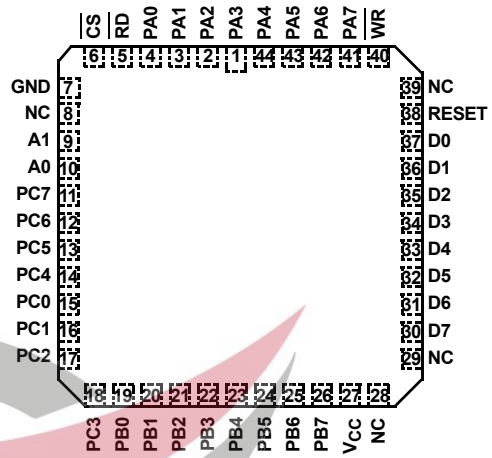 CS RD PA0 PA1 PA2 PA3 PA4 PA5 PA6 PA7 WR
6 5 4 3 2 1 44 43 42 41 40
GND 7 39 NC
NC 8 38 RESET
A1 9 37 D0
A0 10 36 D1
PC7 11 35 D2
PC6 12 34 D3
PC5 13 33 D4
PC4 14 32 D5
PC0 15 31 D6
PC1 16 30 D7
PC2 17 29 NC
18 19 20 21 22 23 24 25 26 27 28
PC3 PB0 PB1 PB2 PB3 PB4 PB5 PB6 PB7 VCC NC